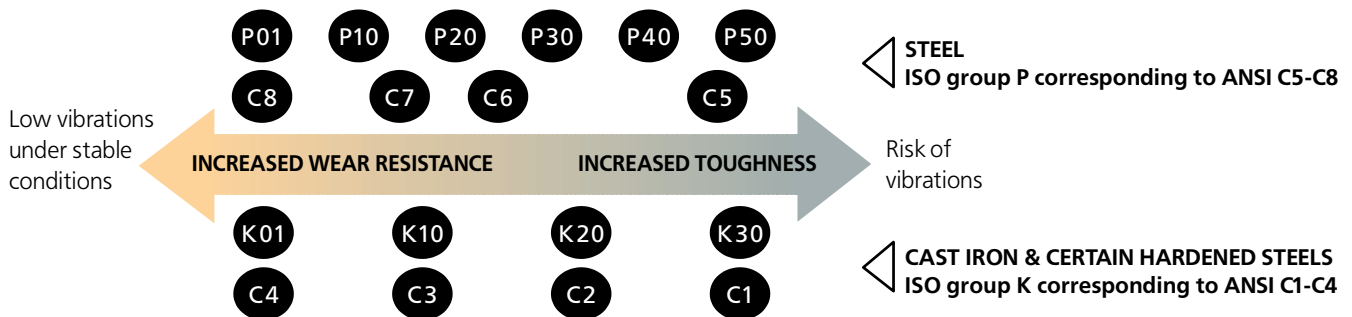 P01 P10 P20 P30 P40 P50
STEEL
ISO group P corresponding to ANSI C5-C8
C8 C7 C6 C5
Low vibrations
under stable
conditions
INCREASED WEAR RESISTANCE INCREASED TOUGHNESS
Risk of
vibrations
K01 K10 K20 K30
CAST IRON & CERTAIN HARDENED STEELS
ISO group K corresponding to ANSI C1-C4
C4 C3 C2 C1